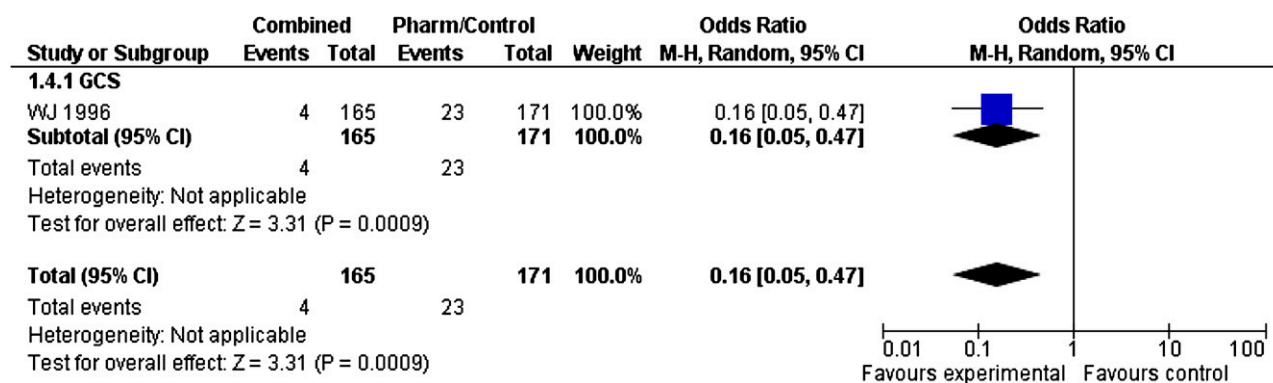 Combined Pharm/Control Odds Ratio Odds Ratio
Study or Subgroup Events Total Events Total Weight M-H, Random, 95% CI M-H, Random, 95% CI
1.4.1 GCS
WJ 1996 4 165 23 171 100.0% 0.16 [0.05, 0.47]
Subtotal (95% CI) 165 171 100.0% 0.16 [0.05, 0.47]
Total events 4 23
Heterogeneity: Not applicable
Test for overall effect: Z = 3.31 (P = 0.0009)
Total (95% CI) 165 171 100.0% 0.16 [0.05, 0.47]
Total events 4 23
Heterogeneity: Not applicable
Test for overall effect: Z = 3.31 (P = 0.0009)
0.01 0.1 1 10 100
Favours experimental Favours control